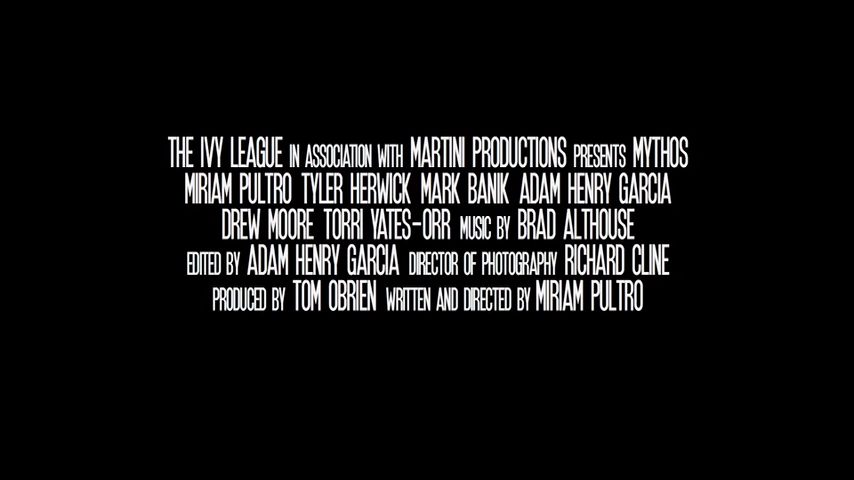 THE IVY LEAGUE IN ASSOCIATION WITH MARTINI PRODUCTIONS PRESENTS MYTHOS
MIRIAM PULTRO TYLER HERWICK MARK BANIK ADAM HENRY GARCIA
DREW MOORE TORRI YATES-ORR MUSIC BY BRAD ALTHOUSE
EDITED BY ADAM HENRY GARCIA DIRECTOR OF PHOTOGRAPHY RICHARD CLINE
PRODUCED BY TOM OBRIEN WRITTEN AND DIRECTED BY MIRIAM PULTRO